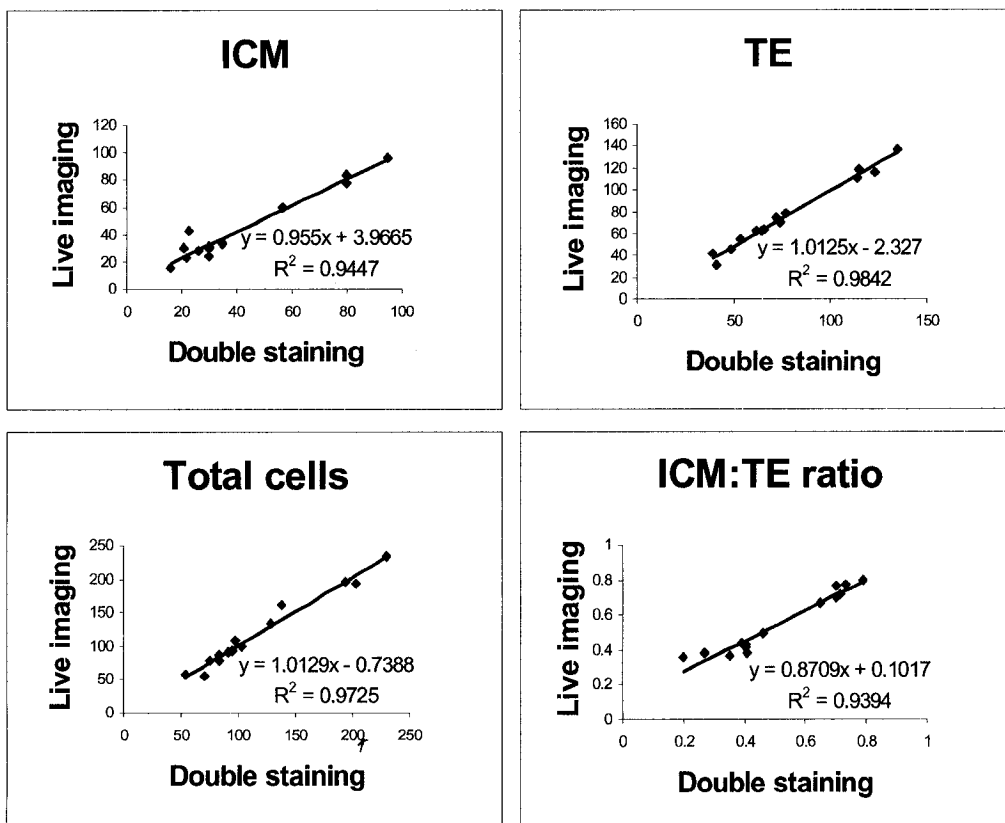 ICM
Live imaging
120
100
80
60
40
20
0
y = 0.955x + 3.9665
R² = 0.9447
0 20 40 60 80 100
Double staining
TE
Live imaging
160
140
120
100
80
60
40
20
0
y = 1.0125x - 2.327
R² = 0.9842
0 50 100 150
Double staining
Total cells
Live imaging
250
200
150
100
50
0
y = 1.0129x - 0.7388
R² = 0.9725
0 50 100 150 200 250
Double staining
ICM:TE ratio
Live imaging
1
0.8
0.6
0.4
0.2
0
y = 0.8709x + 0.1017
R² = 0.9394
0 0.2 0.4 0.6 0.8 1
Double staining